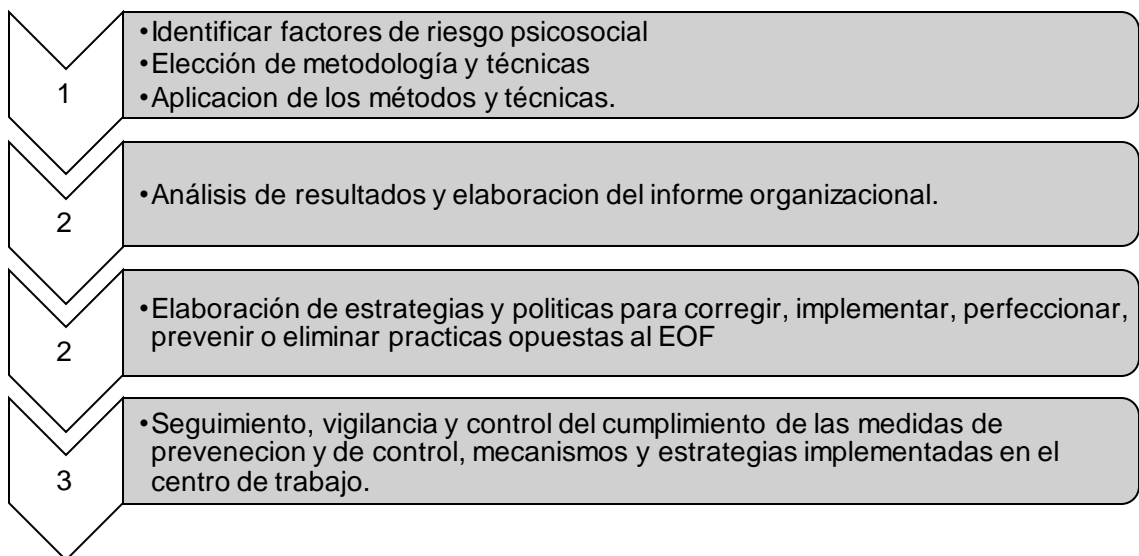 •Identificar factores de riesgo psicosocial
•Elección de metodología y técnicas
1
•Aplicacion de los métodos y técnicas.
•Análisis de resultados y elaboracion del informe organizacional.
2
•Elaboración de estrategias y politicas para corregir, implementar, perfeccionar,
prevenir o eliminar practicas opuestas al EOF
2
•Seguimiento, vigilancia y control del cumplimiento de las medidas de
prevenecion y de control, mecanismos y estrategias implementadas en el
centro de trabajo.
3